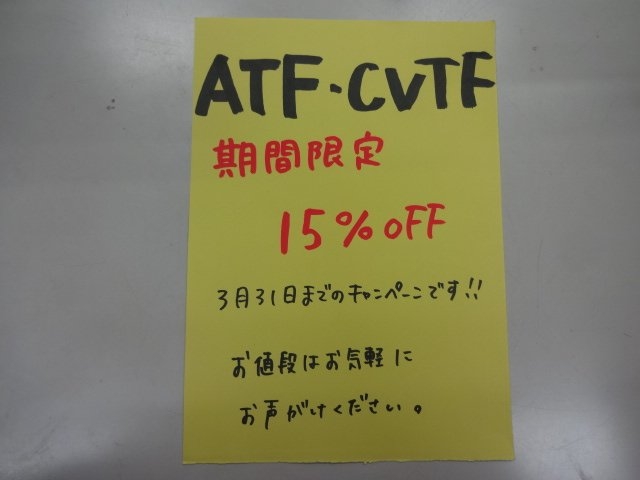 ATF・CVTF
期間限定
15%OFF
3月31日までのキャンペーンです!!
お値段はお気軽に
お声がけください。